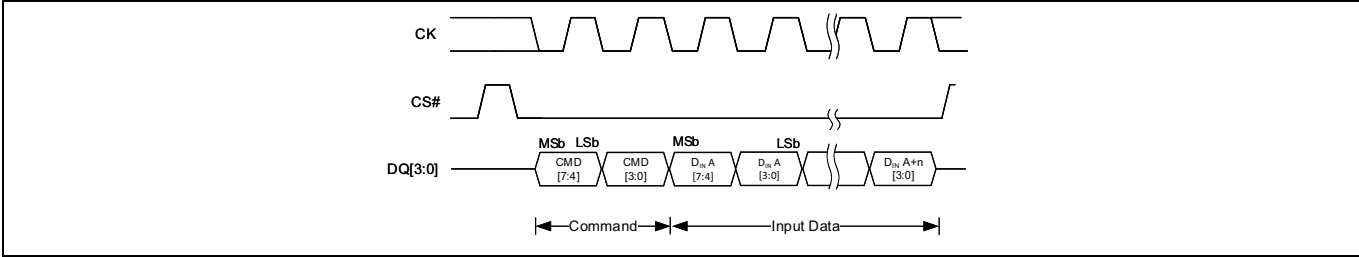 CK
CS#
MSb LSb MSb LSb
DQ[3:0]
CMD [7:4]
CMD [3:0]
DIN A [7:4]
DIN A [3:0]
DIN A+n [3:0]
Command
Input Data